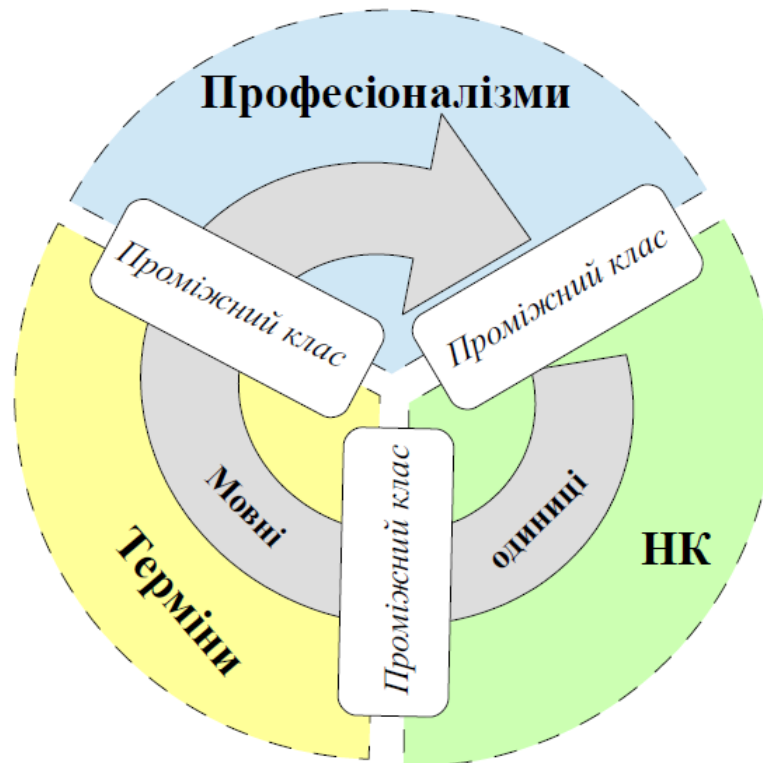 Професіоналізми
Проміжний клас
Проміжний клас
Мовні
одиниці
Проміжний клас
Терміни
НК